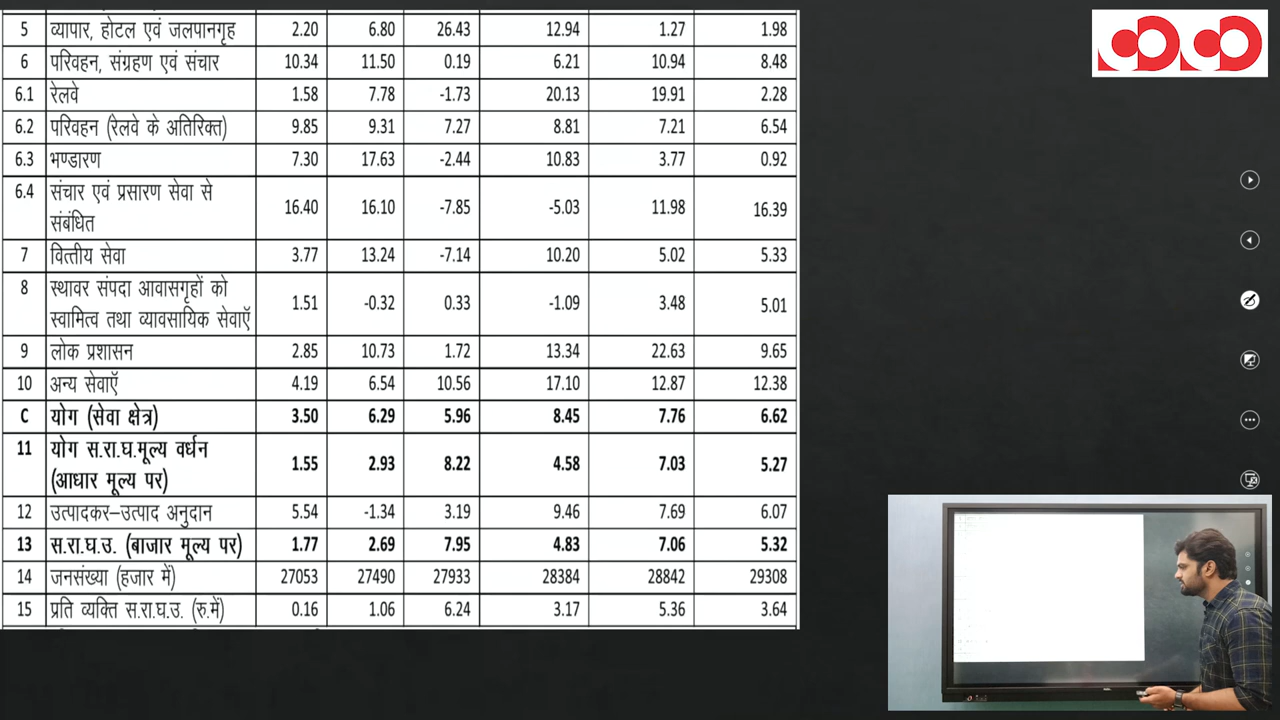 5 व्यापार, होटल एवं जलपानगृह 2.20 6.80 26.43 12.94 1.27 1.98
6 परिवहन, संग्रहण एवं संचार 10.34 11.50 0.19 6.21 10.94 8.48
6.1 रेलवे 1.58 7.78 -1.73 20.13 19.91 2.28
6.2 परिवहन (रेलवे के अतिरिक्त) 9.85 9.31 7.27 8.81 7.21 6.54
6.3 भण्डारण 7.30 17.63 -2.44 10.83 3.77 0.92
6.4 संचार एवं प्रसारण सेवा से
संबंधित 16.40 16.10 -7.85 -5.03 11.98 16.39
7 वित्तीय सेवा 3.77 13.24 -7.14 10.20 5.02 5.33
8 स्थावर संपदा आवासगृहों को
स्वामित्व तथा व्यावसायिक सेवाऍ 1.51 -0.32 0.33 -1.09 3.48 5.01
9 लोक प्रशासन 2.85 10.73 1.72 13.34 22.63 9.65
10 अन्य सेवाऍ 4.19 6.54 10.56 17.10 12.87 12.38
C योग (सेवा क्षेत्र) 3.50 6.29 5.96 8.45 7.76 6.62
11 योग स.रा.घ.मूल्य वर्धन
(आधार मूल्य पर) 1.55 2.93 8.22 4.58 7.03 5.27
12 उत्पादकर–उत्पाद अनुदान 5.54 -1.34 3.19 9.46 7.69 6.07
13 स.रा.घ.उ. (बाजार मूल्य पर) 1.77 2.69 7.95 4.83 7.06 5.32
14 जनसंख्या (हजार में) 27053 27490 27933 28384 28842 29308
15 प्रति व्यक्ति स.रा.घ.उ. (रु.में) 0.16 1.06 6.24 3.17 5.36 3.64